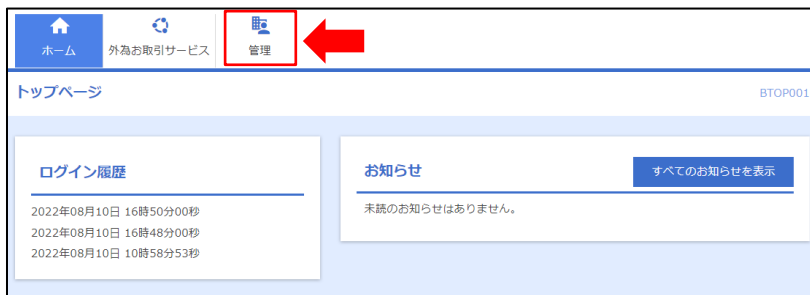 ホーム
外為お取引サービス
管理
トップページ
BTOP001
ログイン履歴
2022年08月10日 16時50分00秒
2022年08月10日 16時48分00秒
2022年08月10日 10時58分53秒
お知らせ
すべてのお知らせを表示
未読のお知らせはありません。